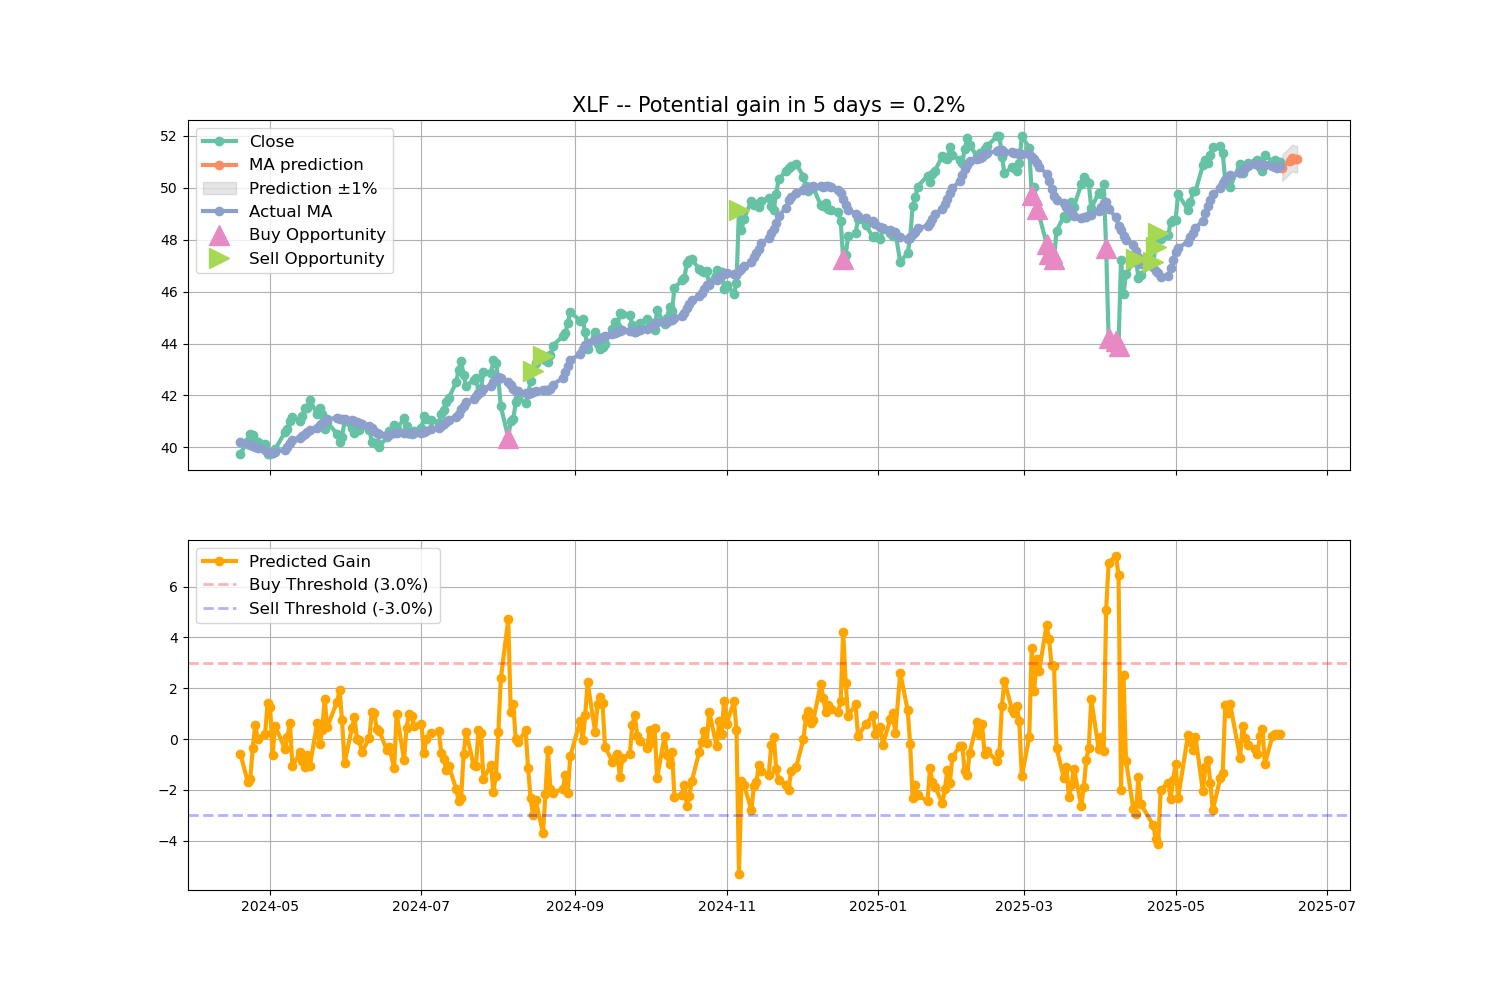 XLF -- Potential gain in 5 days = 0.2%
52
50
48
46
44
42
40
Close
MA prediction
Prediction ±1%
Actual MA
Buy Opportunity
Sell Opportunity
6
4
2
0
−2
−4
Predicted Gain
Buy Threshold (3.0%)
Sell Threshold (-3.0%)
2024-05
2024-07
2024-09
2024-11
2025-01
2025-03
2025-05
2025-07